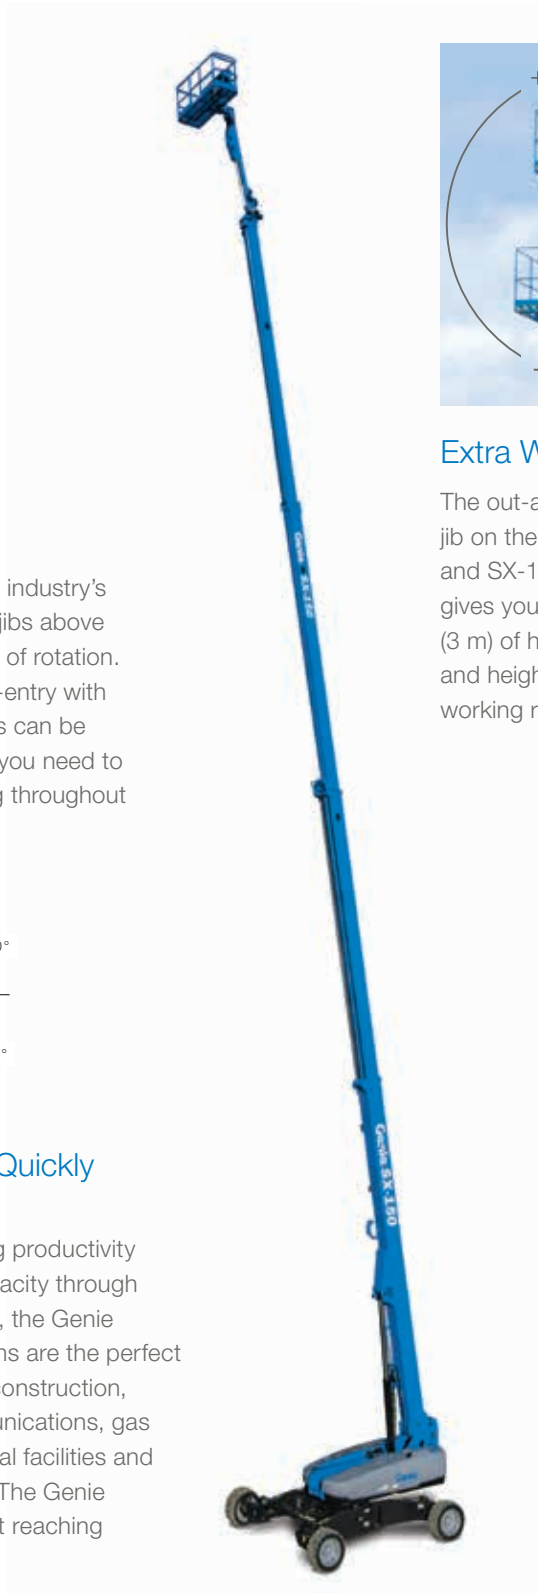 Extra W
The out-a
jib on the
and SX-1
gives you
(3 m) of h
and heigh
working r
industry's
jibs above
of rotation.
-entry with
s can be
you need to
g throughout
°
°
Quickly
g productivity
acity through
, the Genie
ns are the perfect
construction,
unications, gas
al facilities and
The Genie
t reaching
Genie SX-150
Genie SX-150
Genie